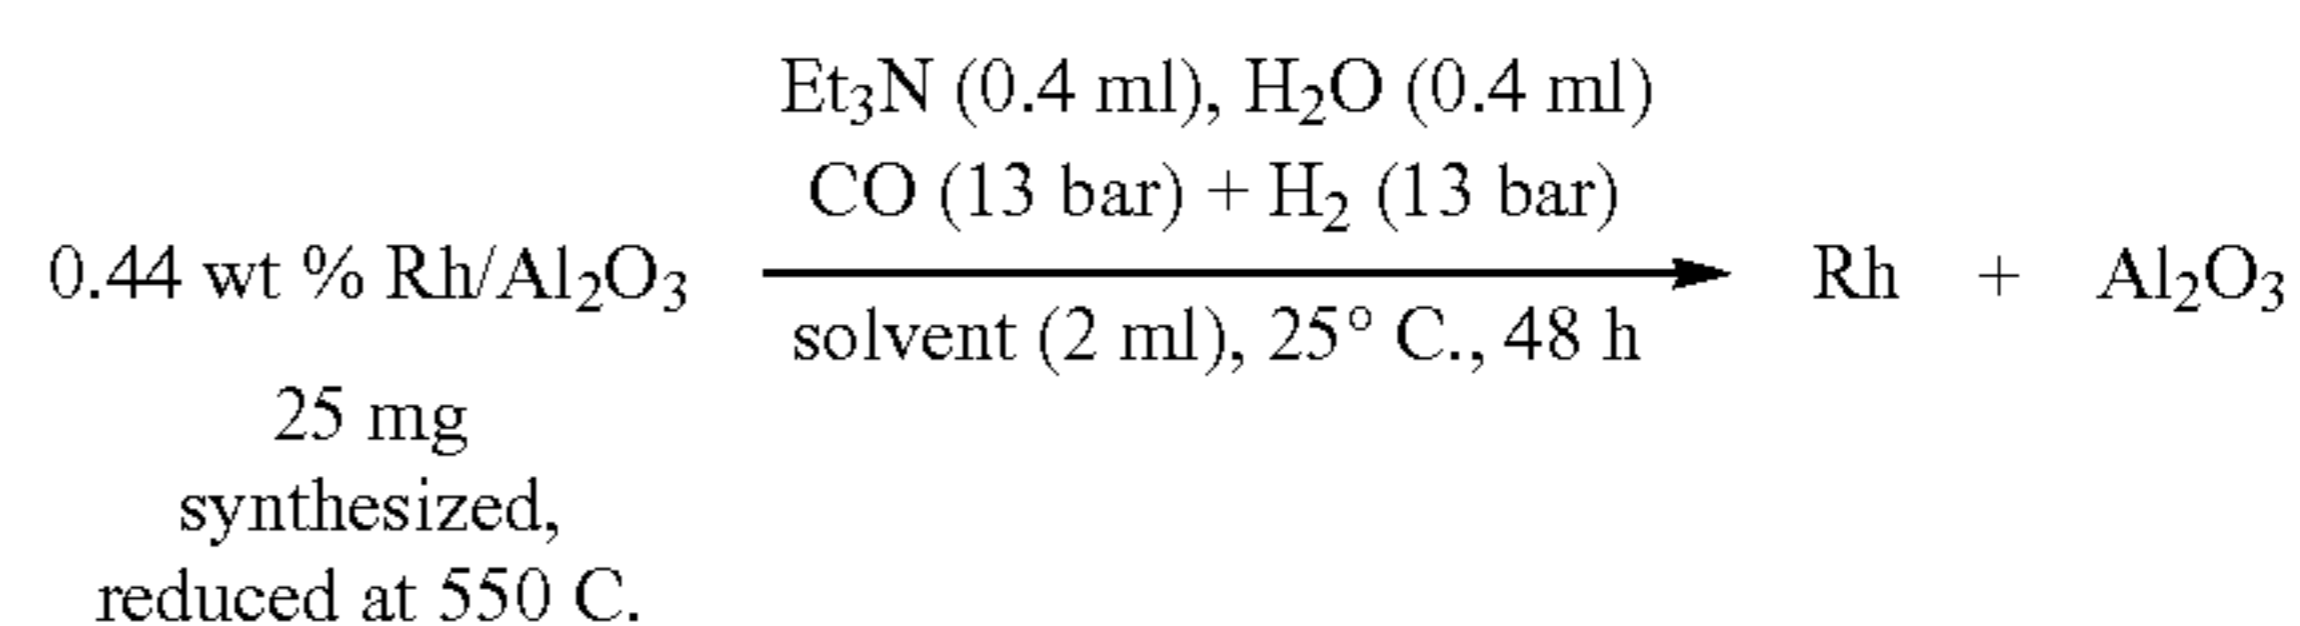 Et₃N (0.4 ml), H₂O (0.4 ml)
CO (13 bar) + H₂ (13 bar)
0.44 wt % Rh/Al₂O₃
Rh + Al₂O₃
solvent (2 ml), 25° C., 48 h
25 mg
synthesized,
reduced at 550 C.